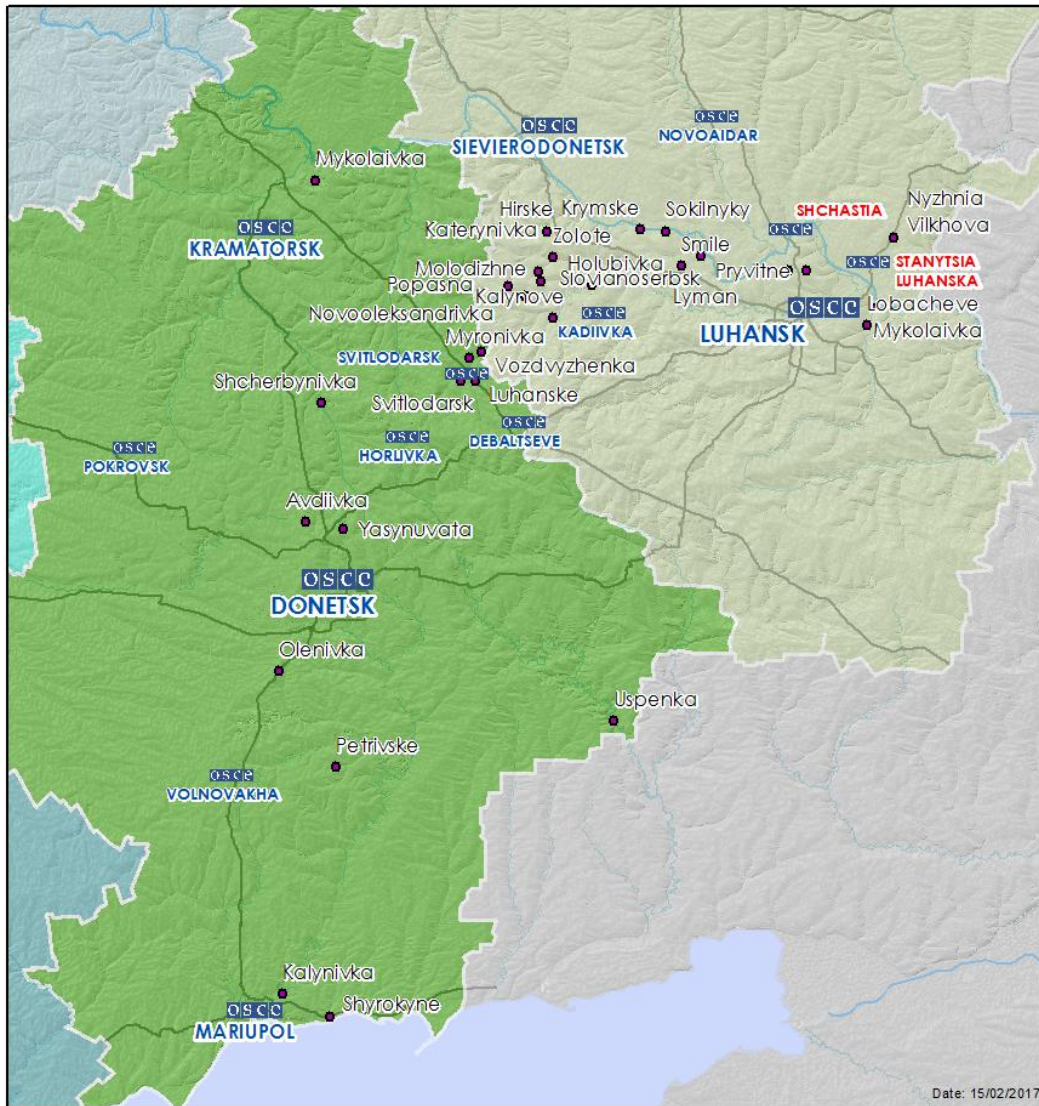 osce
SIEVIERODONETSK
osce
NOVOAIDAR
Mykolaivka
osce
KRAMATORSK
Hirske
Krymske
Sokilnyky
osce
SHCHASTIA
Nyzhnia
Vilkhova
Katerynivka
Zolote
Smile
Molodizhne
Holubivka
Pryvitne
osce
STANYTSIA
LUHANSKA
Popasna
Slovianoserbsk
Kalynove
Lyman
osce
LUHANSK
Lobacheve
Mykolaivka
Novooleksandrivka
osce
KADIIVKA
Myronivka
SVITLODARSK
osce
Vozdvyzhenka
Shcherbynivka
Svitlodarsk
Luhanske
osce
DEBALTSEVE
osce
HORLIVKA
osce
POKROVSK
Avdiivka
Yasynuvata
osce
DONETSK
Olenivka
Uspenka
Petrivske
osce
VOLNOVAKHA
Kalynivka
osce
MARIUPOL
Shyrokyne
Date: 15/02/2017